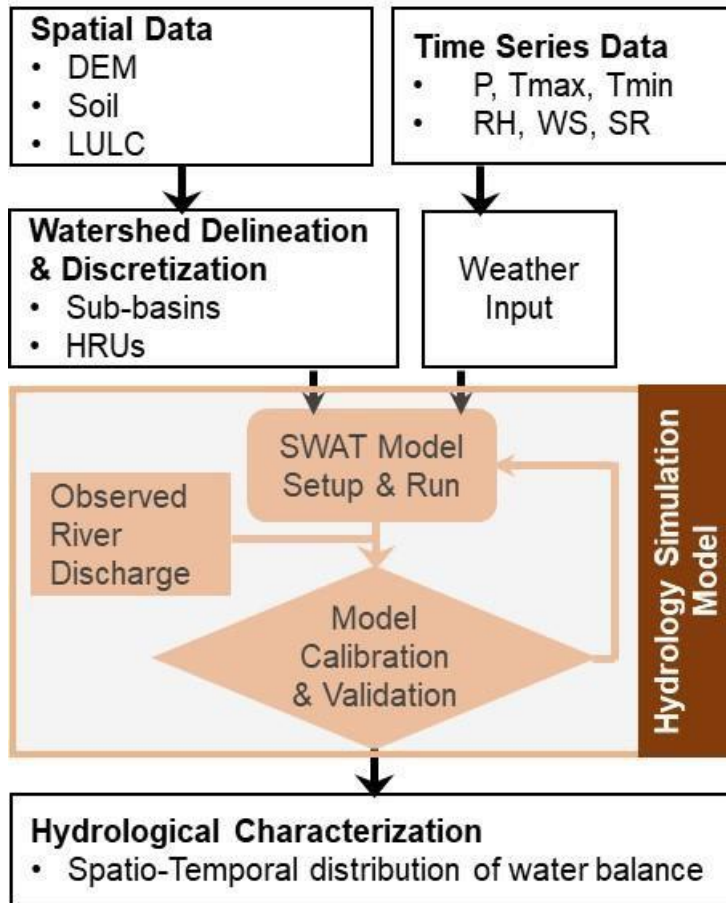 Spatial Data
• DEM
• Soil
• LULC
Time Series Data
• P, Tmax, Tmin
• RH, WS, SR
Watershed Delineation
& Discretization
• Sub-basins
• HRUs
Weather
Input
SWAT Model
Setup & Run
Observed
River
Discharge
Model
Calibration
& Validation
Hydrology Simulation
Model
Hydrological Characterization
• Spatio-Temporal distribution of water balance